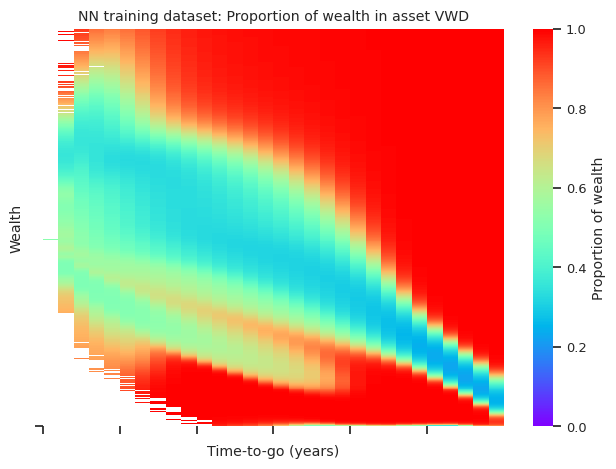 NN training dataset: Proportion of wealth in asset VWD
Wealth
Time-to-go (years)
1.0
0.8
0.6
0.4
0.2
0.0
Proportion of wealth